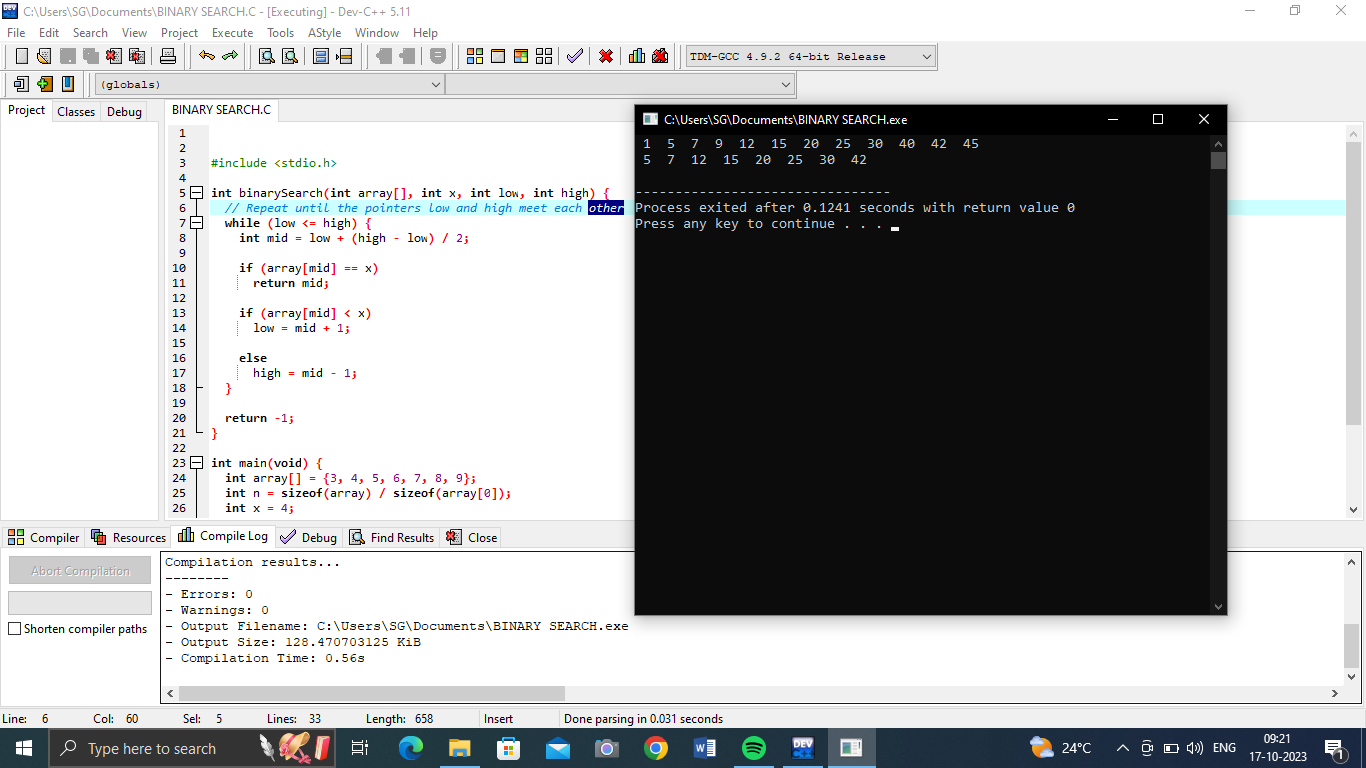 C:\Users\SG\Documents\BINARY SEARCH.C - [Executing] - Dev-C++ 5.11
File Edit Search View Project Execute Tools AStyle Window Help
TDM-GCC 4.9.2 64-bit Release
(globals)
Project Classes Debug
BINARY SEARCH.C
1
2
3 #include <stdio.h>
4
5 int binarySearch(int array[], int x, int low, int high) {
6 // Repeat until the pointers low and high meet each other
7 while (low <= high) {
8 int mid = low + (high - low) / 2;
9
10 if (array[mid] == x)
11 return mid;
12
13 if (array[mid] < x)
14 low = mid + 1;
15
16 else
17 high = mid - 1;
18 }
19
20 return -1;
21 }
22
23 int main(void) {
24 int array[] = {3, 4, 5, 6, 7, 8, 9};
25 int n = sizeof(array) / sizeof(array[0]);
26 int x = 4;
C:\Users\SG\Documents\BINARY SEARCH.exe
1 5 7 9 12 15 20 25 30 40 42 45
5 7 12 15 20 25 30 42
--------------------------------
Process exited after 0.1241 seconds with return value 0
Press any key to continue . . .
Compiler Resources Compile Log Debug Find Results Close
Abort Compilation
Shorten compiler paths
Compilation results...
--------
- Errors: 0
- Warnings: 0
- Output Filename: C:\Users\SG\Documents\BINARY SEARCH.exe
- Output Size: 128.470703125 KiB
- Compilation Time: 0.56s
Line: 6 Col: 60 Sel: 5 Lines: 33 Length: 658 Insert Done parsing in 0.031 seconds
Type here to search
24°C
ENG
09:21
17-10-2023
1